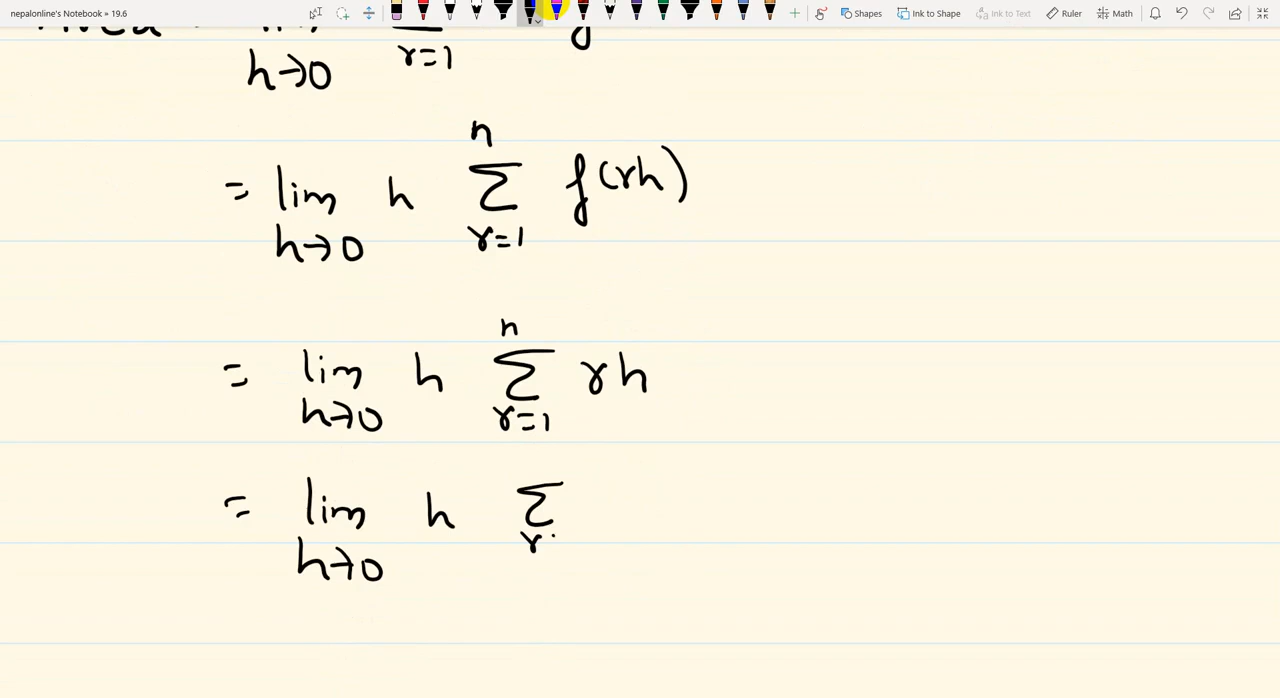 nepalonline's Notebook » 19.6
Shapes Ink to Shape Ink to Text Ruler Math
h→0 r=1
= lim h→0 h n Σ r=1 f(rh)
= lim h→0 h n Σ r=1 rh
= lim h→0 h Σ r